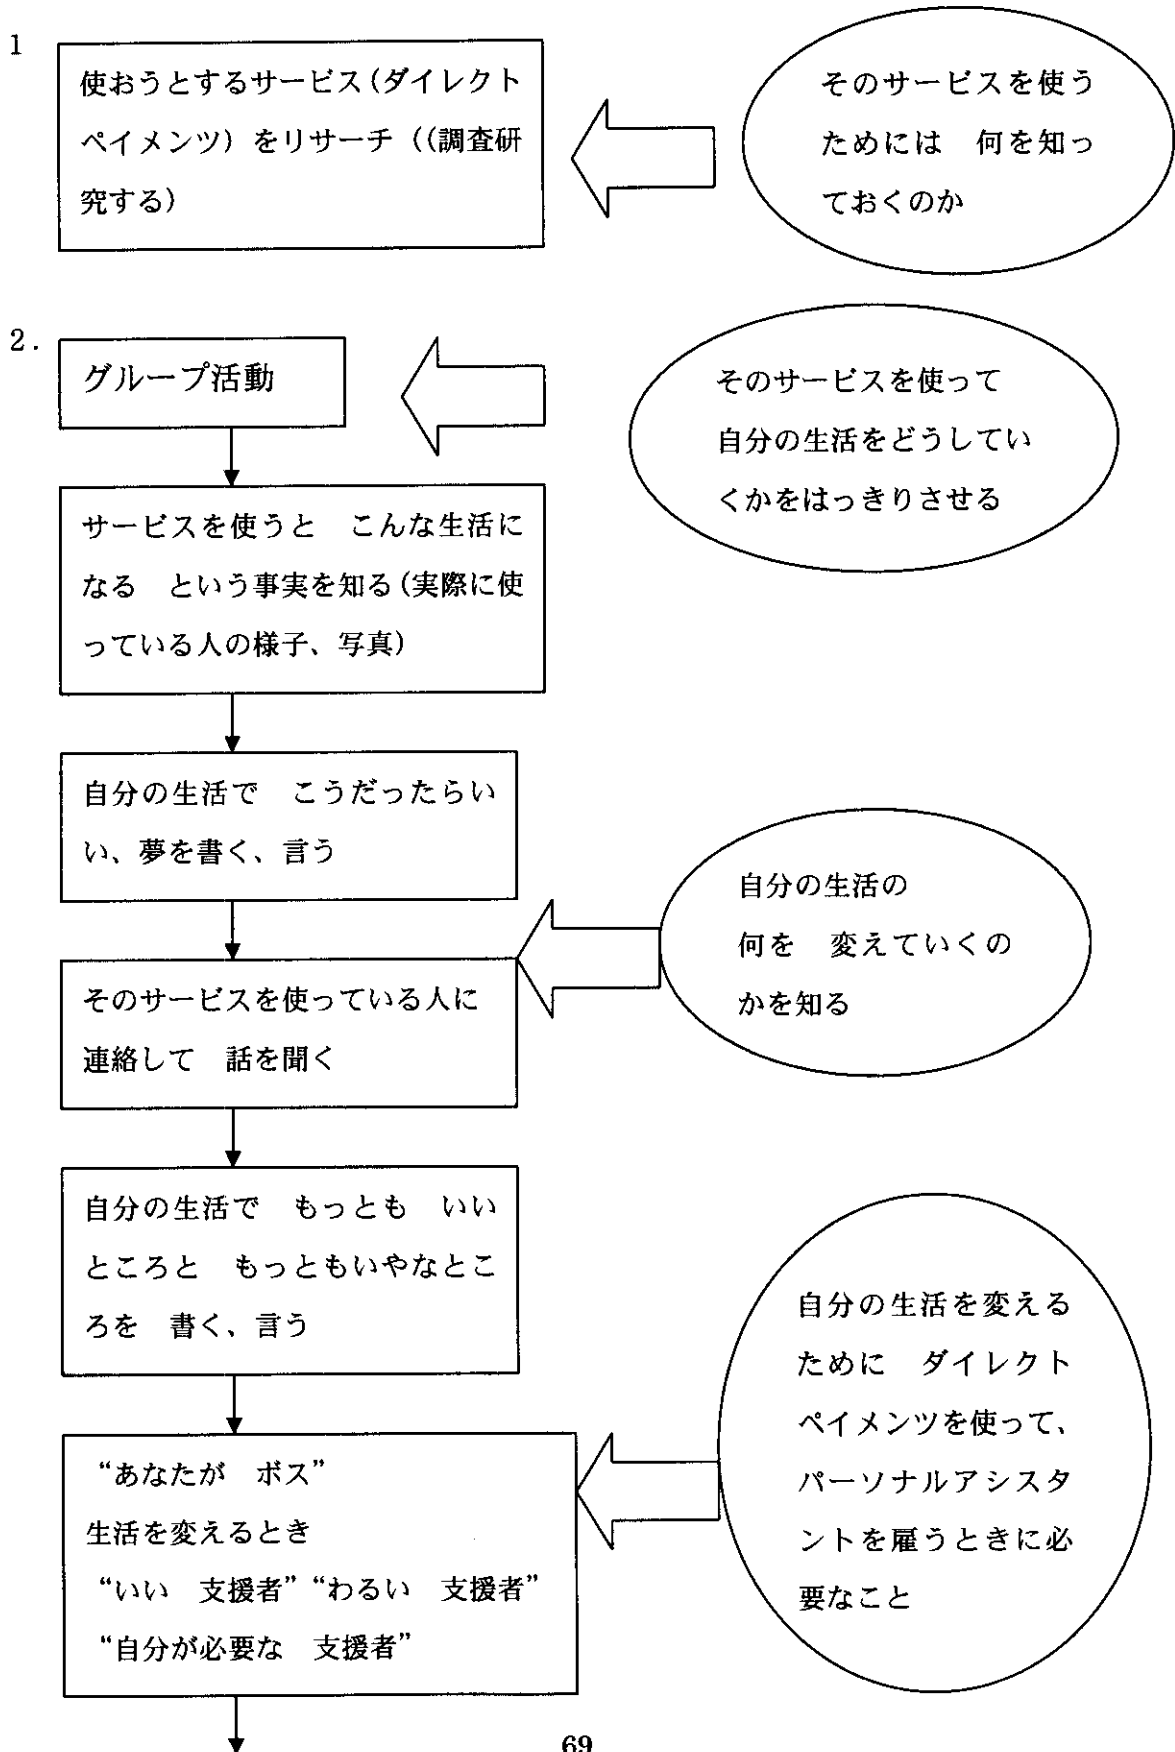 1
使おうとするサービス(ダイレクト
ペイメンツ)をリサーチ((調査研
究する)
そのサービスを使う
ためには　何を知っ
ておくのか
2.
グループ活動
そのサービスを使って
自分の生活をどうしてい
くかをはっきりさせる
サービスを使うと　こんな生活に
なる　という事実を知る(実際に使
っている人の様子、写真)
自分の生活で　こうだったらい
い、夢を書く、言う
自分の生活の
何を　変えていくの
かを知る
そのサービスを使っている人に
連絡して　話を聞く
自分の生活で　もっとも　いい
ところと　もっともいやなとこ
ろを　書く、言う
自分の生活を変える
ために　ダイレクト
ペイメンツを使って、
パーソナルアシスタ
ントを雇うときに必
要なこと
“あなたが　ボス”
生活を変えるとき
“いい　支援者”“わるい　支援者”
“自分が必要な　支援者”
69